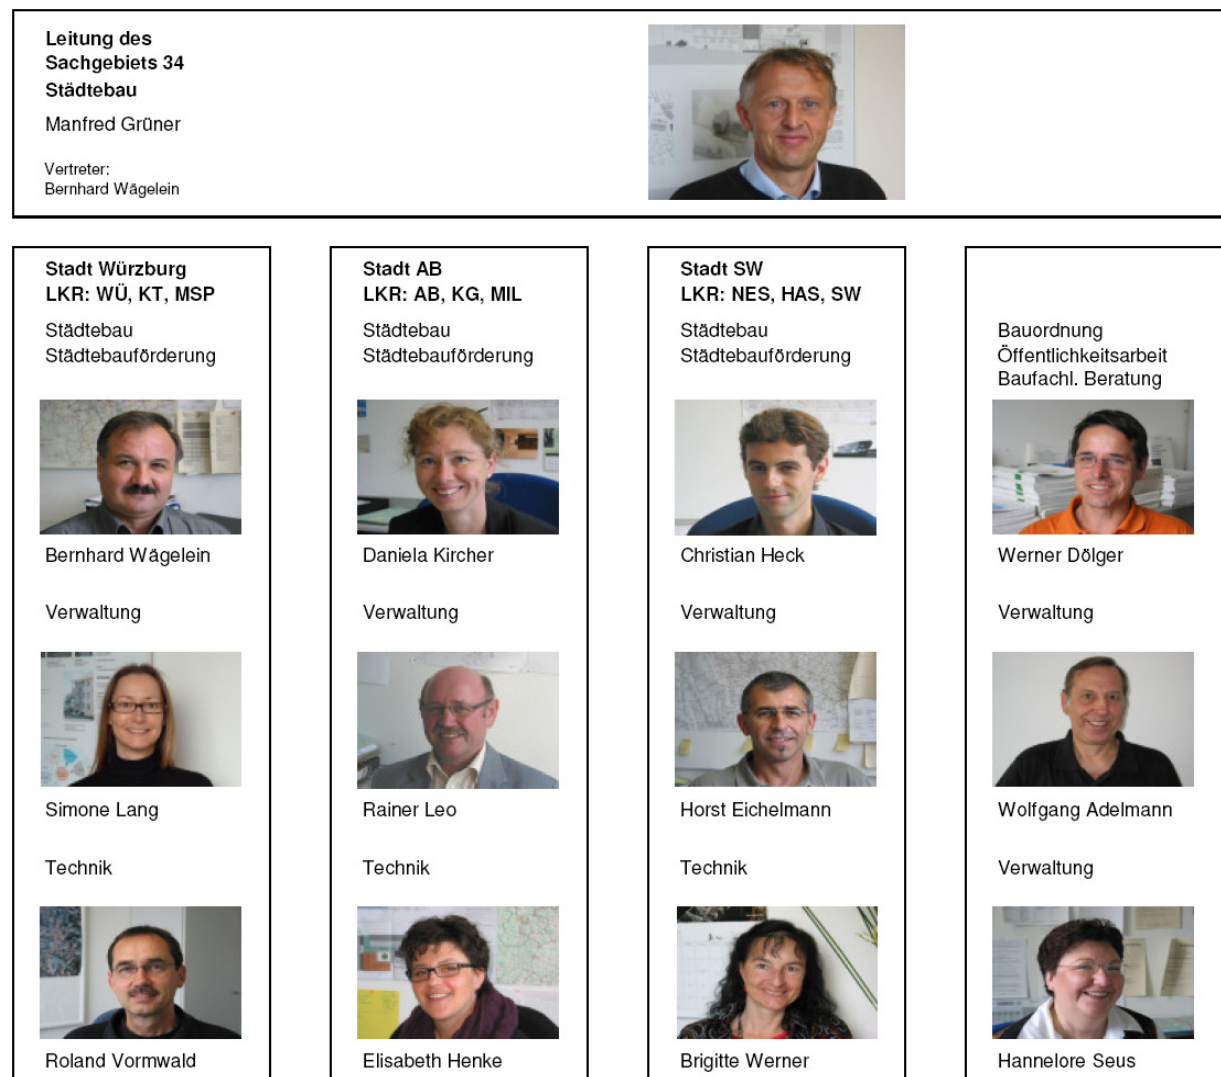 Leitung des
Sachgebiets 34
Städtebau
Manfred Grüner
Vertreter:
Bernhard Wägelein
Stadt Würzburg
LKR: WÜ, KT, MSP
Städtebau
Städtebauförderung
Bernhard Wägelein
Verwaltung
Simone Lang
Technik
Roland Vormwald
Stadt AB
LKR: AB, KG, MIL
Städtebau
Städtebauförderung
Daniela Kircher
Verwaltung
Rainer Leo
Technik
Elisabeth Henke
Stadt SW
LKR: NES, HAS, SW
Städtebau
Städtebauförderung
Christian Heck
Verwaltung
Horst Eichelmann
Technik
Brigitte Werner
Bauordnung
Öffentlichkeitsarbeit
Baufachl. Beratung
Werner Dölger
Verwaltung
Wolfgang Adelmann
Verwaltung
Hannelore Seus